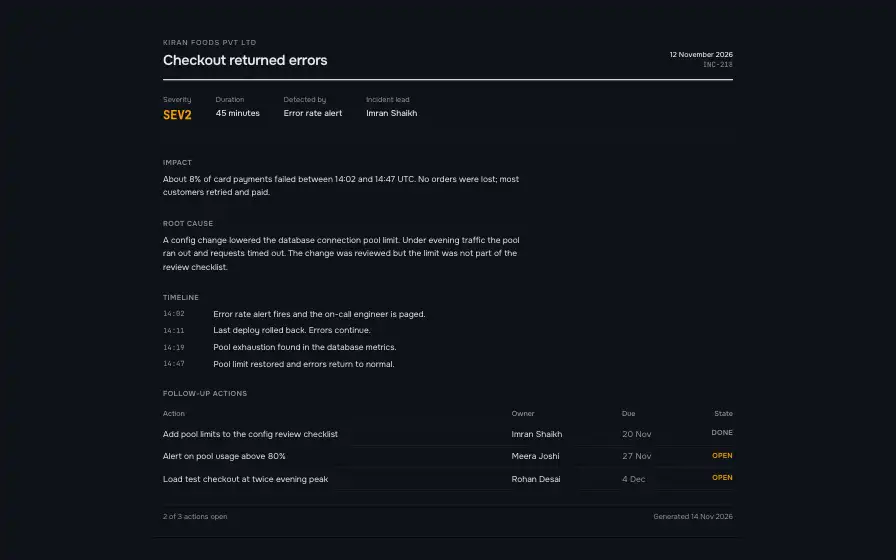 KIRAN FOODS PVT LTD
Checkout returned errors
12 November 2026
INC-218
Severity Duration Detected by Incident lead
SEV2 45 minutes Error rate alert Imran Shaikh
IMPACT
About 8% of card payments failed between 14:02 and 14:47 UTC. No orders were lost; most
customers retried and paid.
ROOT CAUSE
A config change lowered the database connection pool limit. Under evening traffic the pool
ran out and requests timed out. The change was reviewed but the limit was not part of the
review checklist.
TIMELINE
14:02 Error rate alert fires and the on-call engineer is paged.
14:11 Last deploy rolled back. Errors continue.
14:19 Pool exhaustion found in the database metrics.
14:47 Pool limit restored and errors return to normal.
FOLLOW-UP ACTIONS
Action Owner Due State
Add pool limits to the config review checklist Imran Shaikh 20 Nov DONE
Alert on pool usage above 80% Meera Joshi 27 Nov OPEN
Load test checkout at twice evening peak Rohan Desai 4 Dec OPEN
2 of 3 actions open Generated 14 Nov 2026